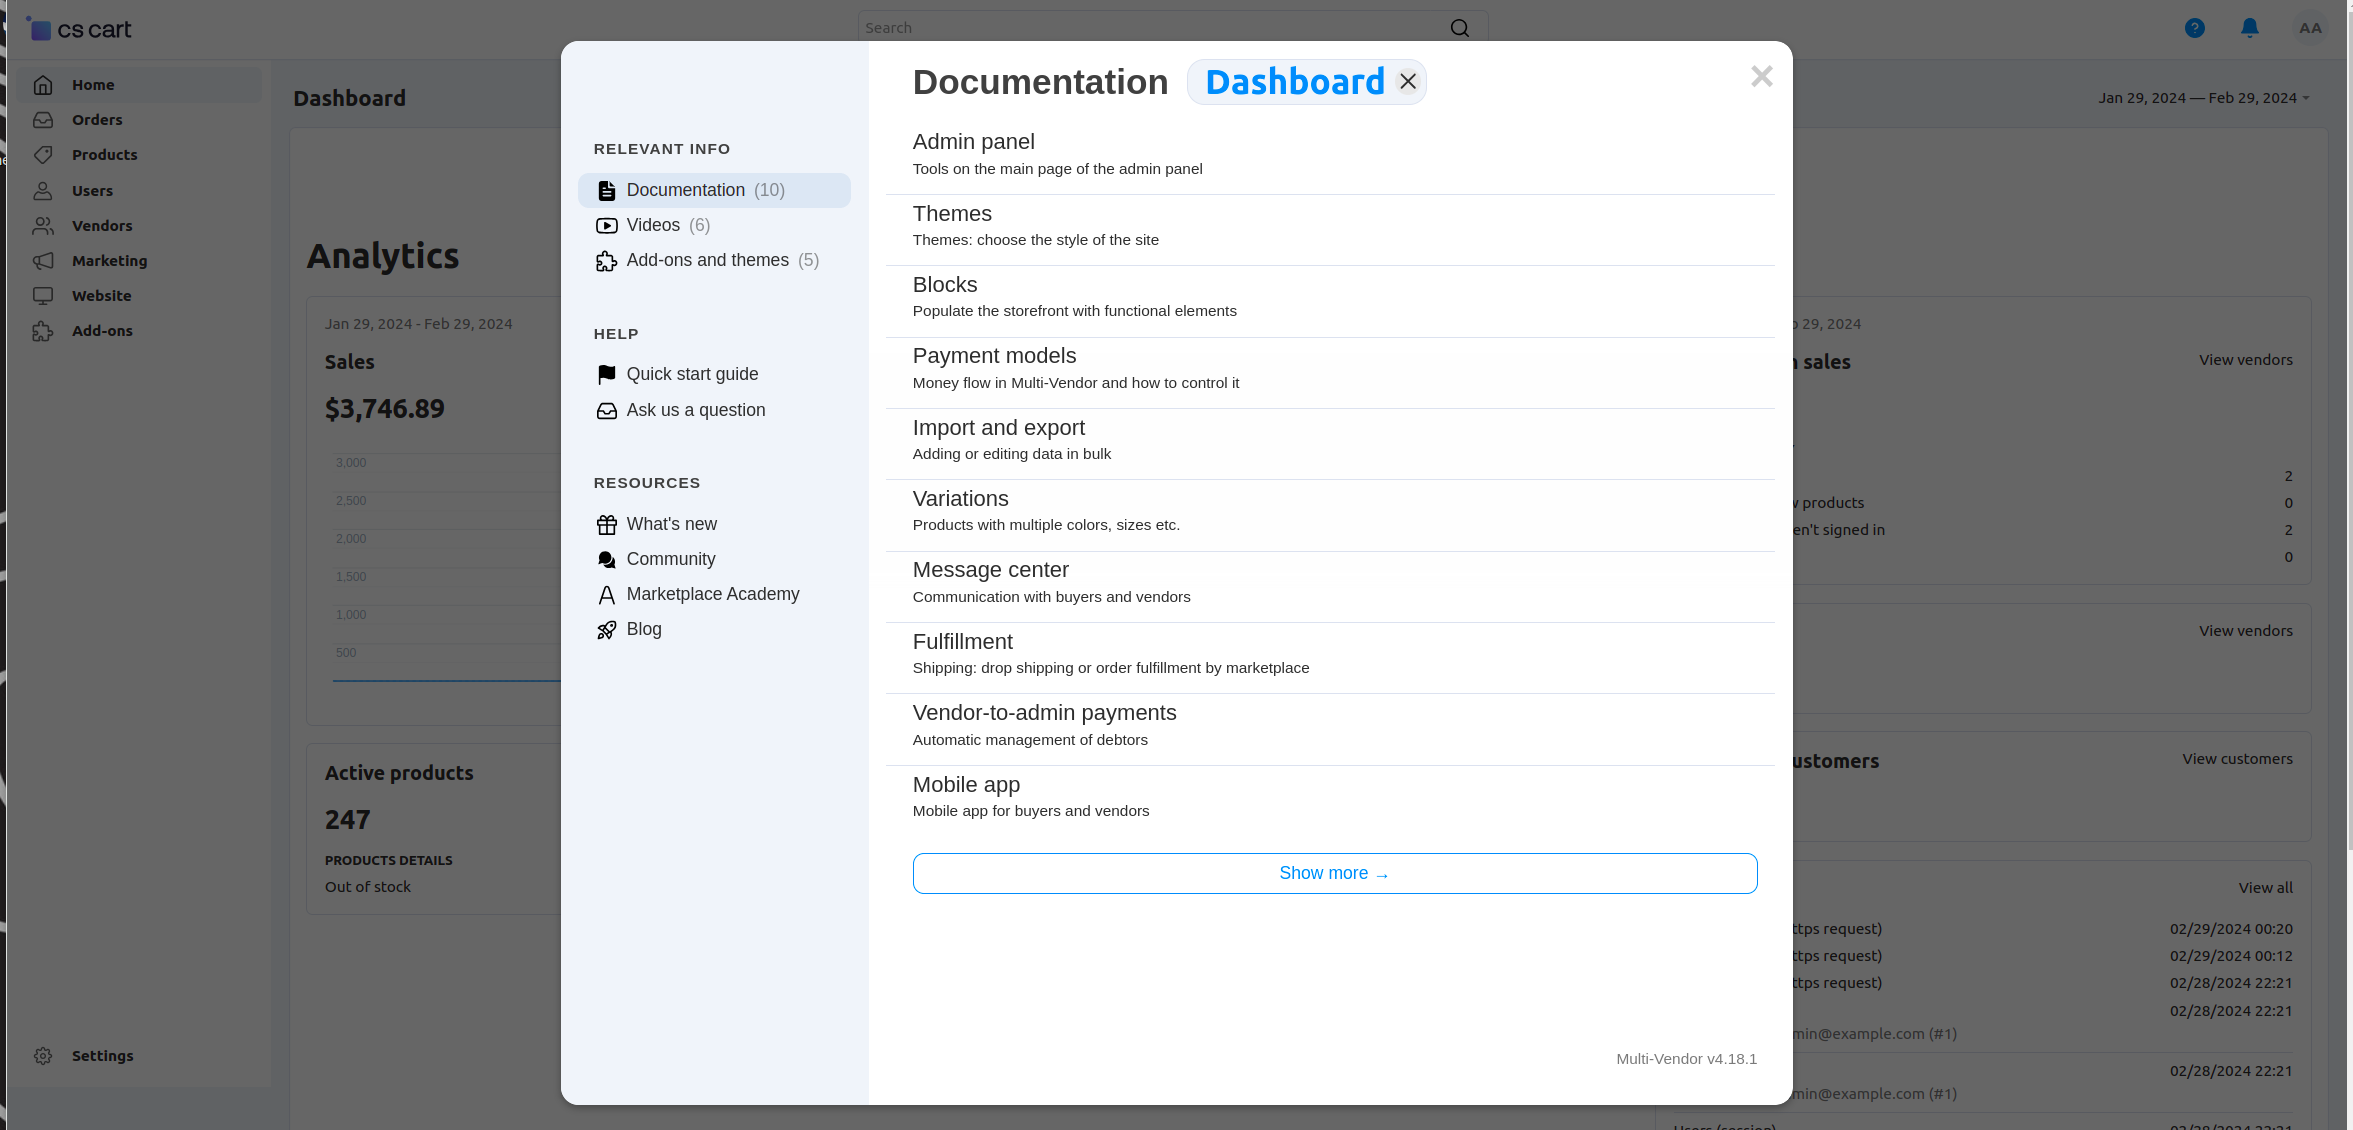 cs cart
Search
AA
Home
Orders
Products
Users
Vendors
Marketing
Website
Add-ons
Settings
Dashboard
Jan 29, 2024 — Feb 29, 2024
Analytics
Jan 29, 2024 - Feb 29, 2024
Sales
$3,746.89
3,000
2,500
2,000
1,500
1,000
500
Active products
247
PRODUCTS DETAILS
Out of stock
RELEVANT INFO
Documentation (10)
Videos (6)
Add-ons and themes (5)
HELP
Quick start guide
Ask us a question
RESOURCES
What's new
Community
Marketplace Academy
Blog
Documentation Dashboard
Admin panel
Tools on the main page of the admin panel
Themes
Themes: choose the style of the site
Blocks
Populate the storefront with functional elements
Payment models
Money flow in Multi-Vendor and how to control it
Import and export
Adding or editing data in bulk
Variations
Products with multiple colors, sizes etc.
Message center
Communication with buyers and vendors
Fulfillment
Shipping: drop shipping or order fulfillment by marketplace
Vendor-to-admin payments
Automatic management of debtors
Mobile app
Mobile app for buyers and vendors
Show more →
Multi-Vendor v4.18.1
29, 2024
sales
View vendors
2
products
0
en't signed in
2
0
View vendors
ustomers
View customers
View all
ttps request) 02/29/2024 00:20
ttps request) 02/29/2024 00:12
ttps request) 02/28/2024 22:21
02/28/2024 22:21
min@example.com (#1)
02/28/2024 22:21
min@example.com (#1)
Users (session) 02/28/2024 22:21